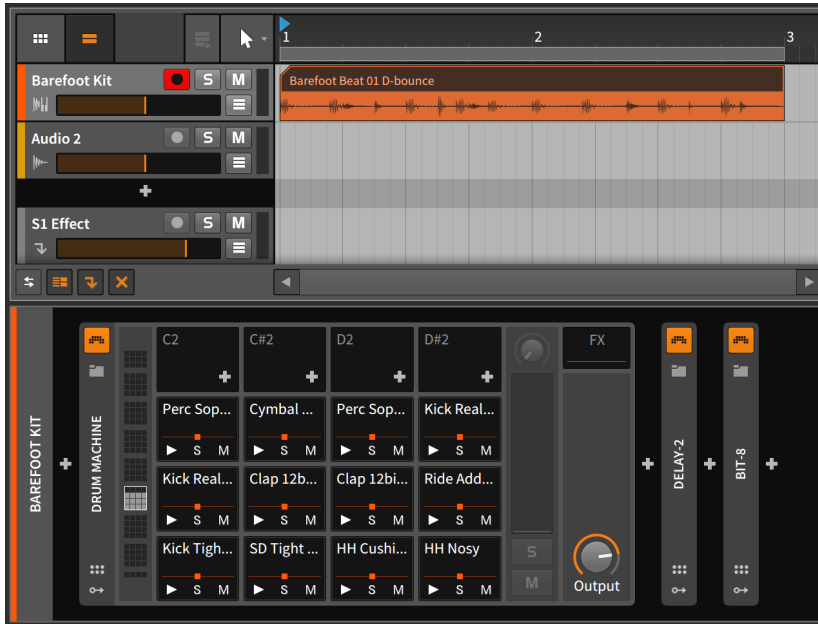 1 2 3
Barefoot Kit S M
Barefoot Beat 01 D-bounce
Audio 2 S M
S1 Effect S M
BAREFOOT KIT
DRUM MACHINE
C2 C#2 D2 D#2
Perc Sop... Cymbal ... Perc Sop... Kick Real...
S M S M S M S M
Kick Real... Clap 12b... Clap 12bi... Ride Add...
S M S M S M S M
Kick Tigh... SD Tight ... HH Cushi... HH Nosy
S M S M S M S M
S
M
FX
Output
DELAY-2
BIT-8